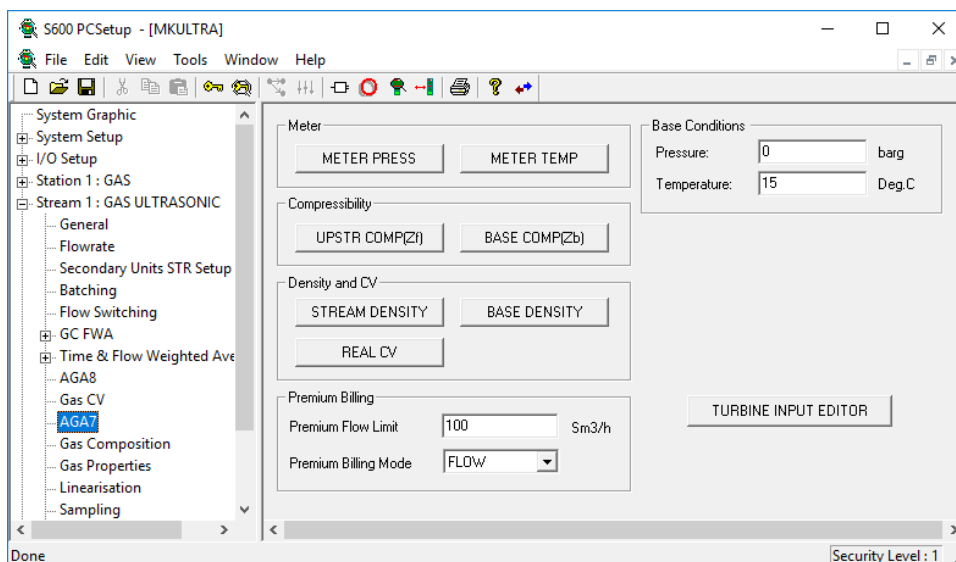 S600 PCSetup - [MKULTRA]
File Edit View Tools Window Help
System Graphic
System Setup
I/O Setup
Station 1 : GAS
Stream 1 : GAS ULTRASONIC
General
Flowrate
Secondary Units STR Setup
Batching
Flow Switching
GC FWA
Time & Flow Weighted Ave
AGA8
Gas CV
AGA7
Gas Composition
Gas Properties
Linearisation
Sampling
Meter
METER PRESS METER TEMP
Compressibility
UPSTR COMP(Zf) BASE COMP(Zb)
Density and CV
STREAM DENSITY BASE DENSITY
REAL CV
Premium Billing
Premium Flow Limit 100 Sm3/h
Premium Billing Mode FLOW
Base Conditions
Pressure: 0 barg
Temperature: 15 Deg.C
TURBINE INPUT EDITOR
Done Security Level : 1